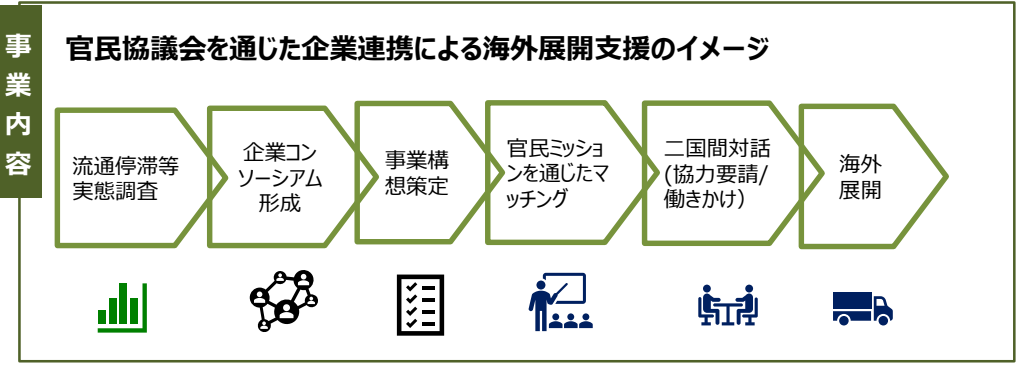 事
業
内
容
官民協議会を通じた企業連携による海外展開支援のイメージ
流通停滞等
実態調査
企業コン
ソーシアム
形成
事業構
想策定
官民ミッショ
ンを通じたマ
ッチング
二国間対話
(協力要請/
働きかけ)
海外
展開